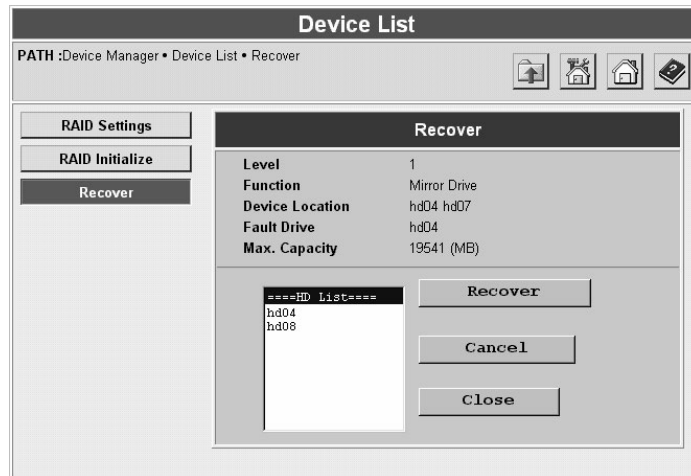 Device List
PATH :Device Manager • Device List • Recover
RAID Settings
RAID Initialize
Recover
Recover
Level 1
Function Mirror Drive
Device Location hd04 hd07
Fault Drive hd04
Max. Capacity 19541 (MB)
====HD List====
hd04
hd08
Recover
Cancel
Close